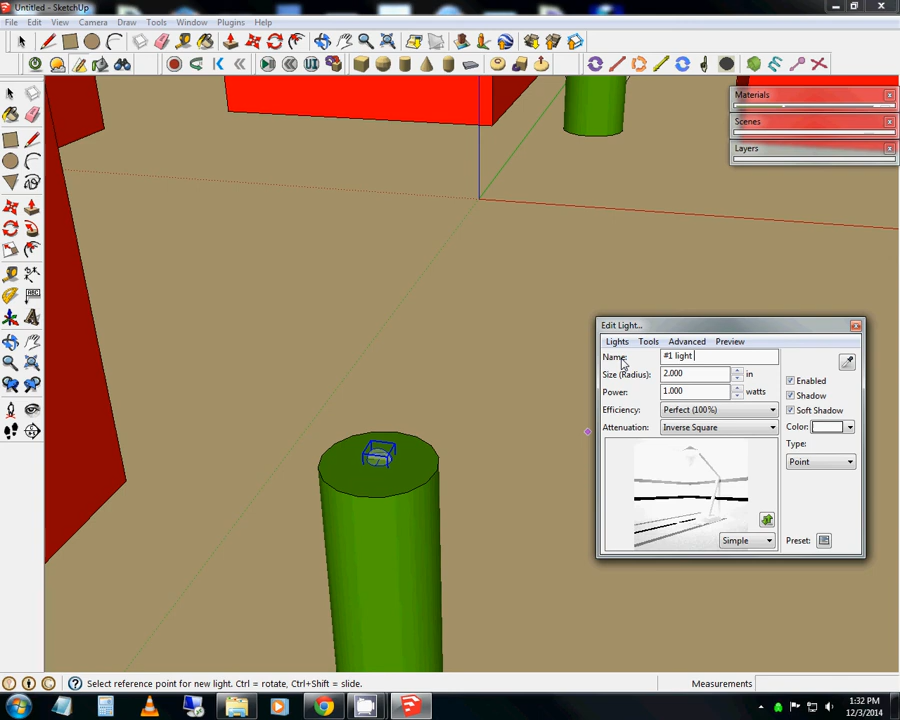 Untitled - SketchUp
File Edit View Camera Draw Tools Window Plugins Help
Materials
Scenes
Layers
Edit Light...
Lights Tools Advanced Preview
Name: #1 light
Size (Radius): 2.000 in
Enabled
Power: 1.000 watts
Shadow
Efficiency: Perfect (100%)
Soft Shadow
Attenuation: Inverse Square
Color:
Type:
Point
Simple
Preset:
Select reference point for new light. Ctrl = rotate, Ctrl+Shift = slide.
Measurements
1:32 PM
12/3/2014